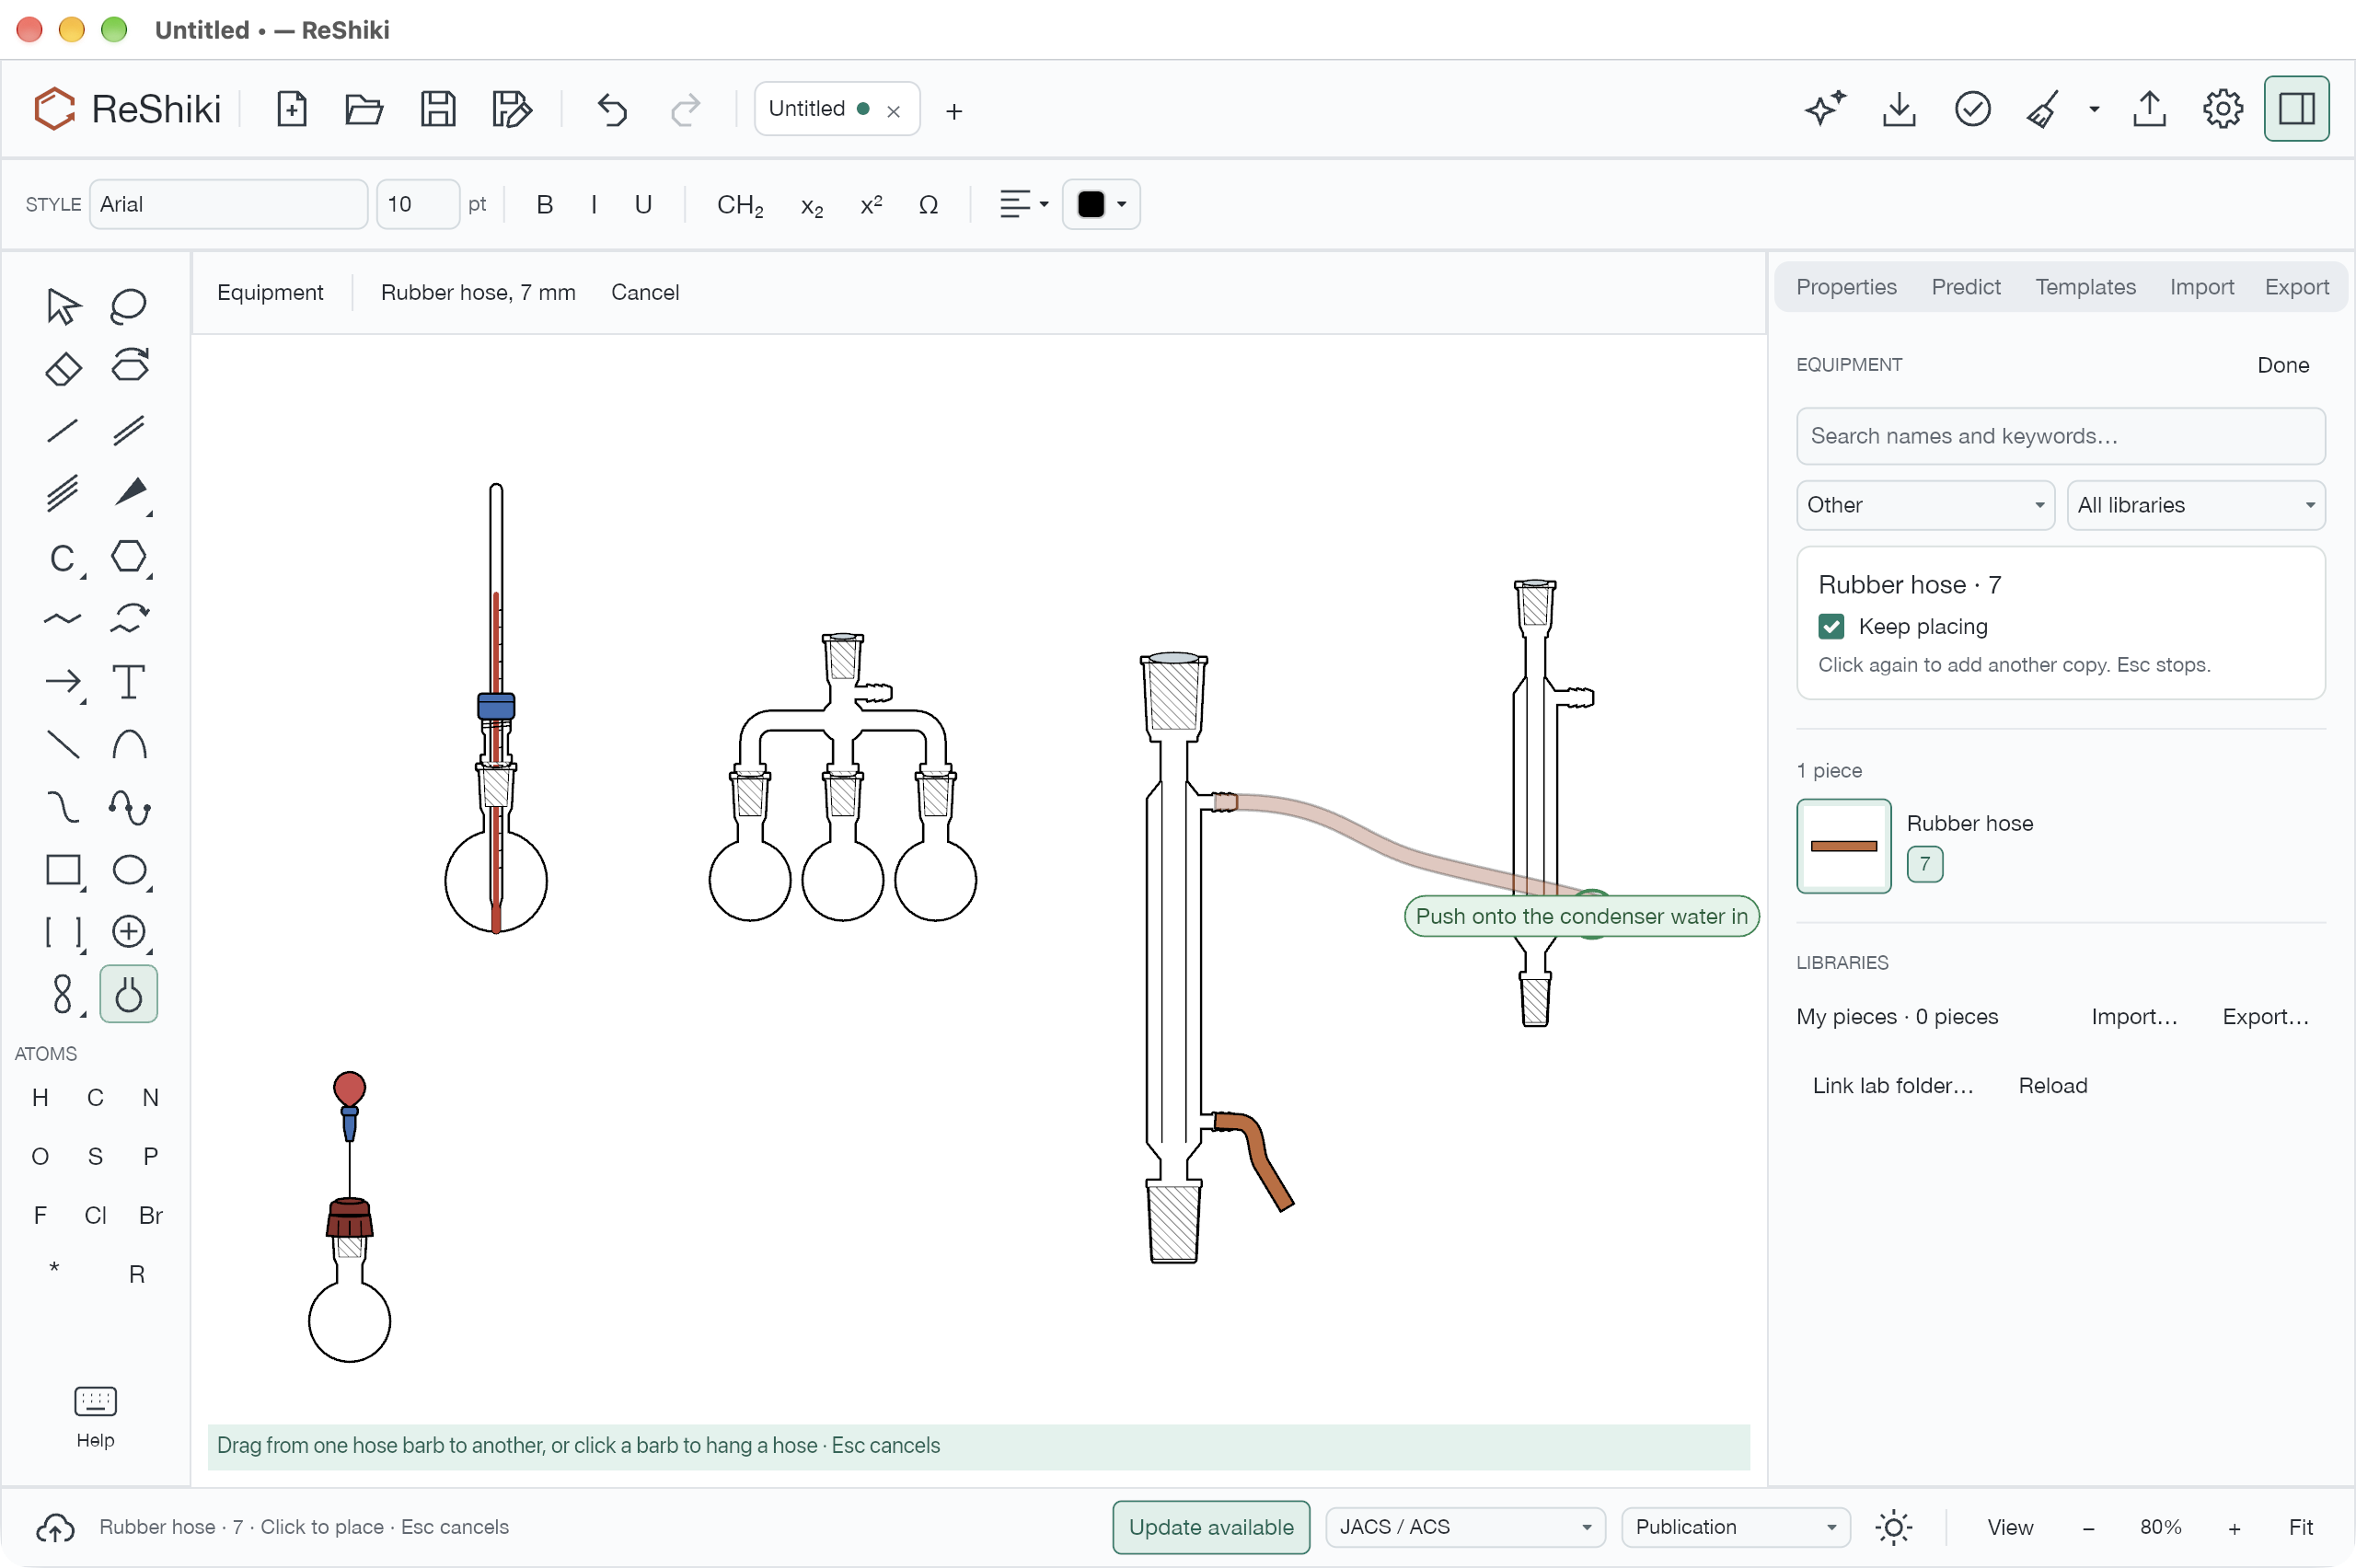 Untitled • — ReShiki
ReShiki
Untitled
STYLE Arial 10 pt B I U CH₂ x₂ x² Ω
Equipment Rubber hose, 7 mm Cancel
Properties Predict Templates Import Export
EQUIPMENT Done
Search names and keywords…
Other All libraries
Rubber hose · 7
Keep placing
Click again to add another copy. Esc stops.
1 piece
Rubber hose
7
LIBRARIES
My pieces · 0 pieces Import… Export…
Link lab folder… Reload
C
T
ATOMS
H C N
O S P
F Cl Br
* R
Help
Push onto the condenser water in
Drag from one hose barb to another, or click a barb to hang a hose · Esc cancels
Rubber hose · 7 · Click to place · Esc cancels Update available JACS / ACS Publication View – 80% + Fit